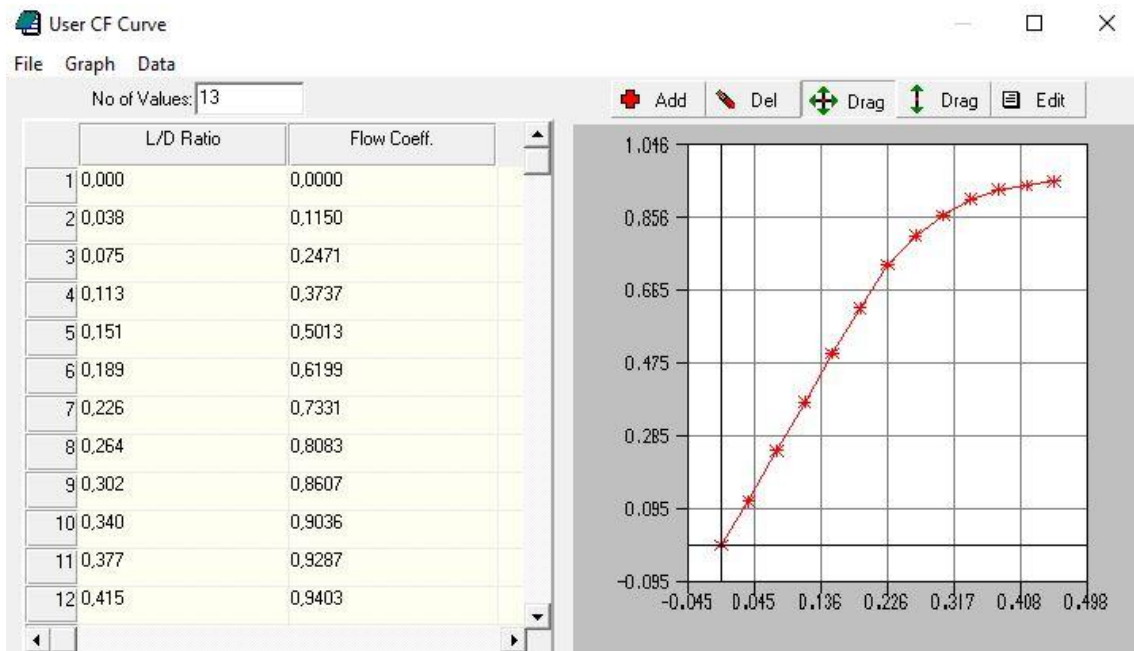 User CF Curve
File Graph Data
No of Values: 13
Add Del Drag Drag Edit
L/D Ratio Flow Coeff.
1 0,000 0,0000
2 0,038 0,1150
3 0,075 0,2471
4 0,113 0,3737
5 0,151 0,5013
6 0,189 0,6199
7 0,226 0,7331
8 0,264 0,8083
9 0,302 0,8607
10 0,340 0,9036
11 0,377 0,9287
12 0,415 0,9403
1.046
0.856
0.665
0.475
0.285
0.095
-0.095
-0.045 0.045 0.136 0.226 0.317 0.408 0.498